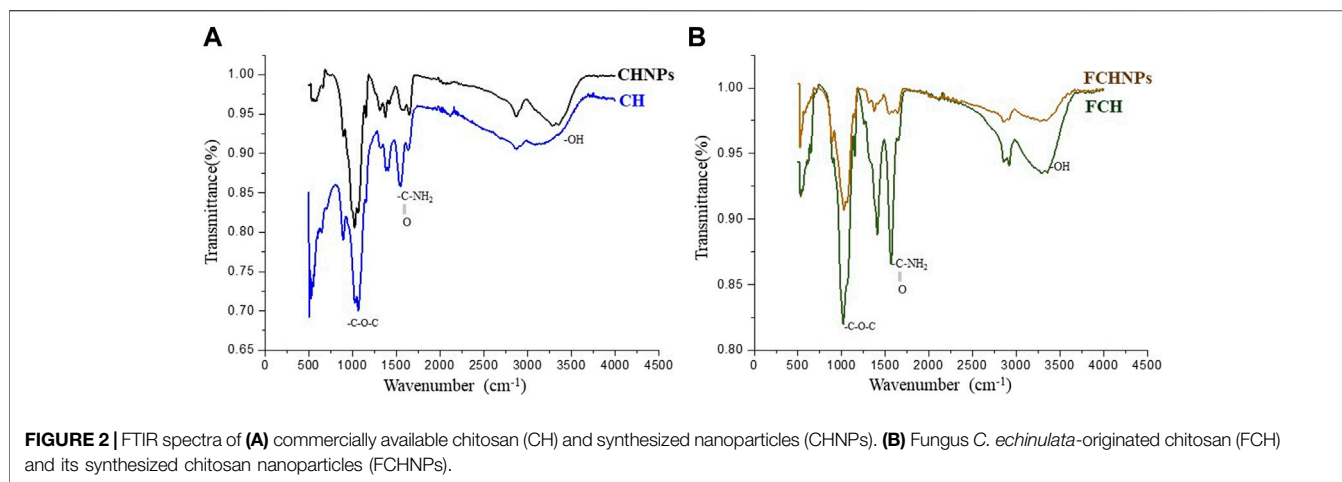 A
CHNPs
CH
1.00
0.95
0.90
0.85
0.80
0.75
0.70
0.65
Transmittance(%)
-OH
-C-NH₂
||
O
-C-O-C
0 500 1000 1500 2000 2500 3000 3500 4000 4500
Wavenumber (cm⁻¹)
B
FCHNPs
FCH
1.00
0.95
0.90
0.85
0.80
Transmittance(%)
-OH
-C-NH₂
||
O
-C-O-C
0 500 1000 1500 2000 2500 3000 3500 4000 4500
Wavenumber (cm⁻¹)
FIGURE 2 | FTIR spectra of (A) commercially available chitosan (CH) and synthesized nanoparticles (CHNPs). (B) Fungus C. echinulata-originated chitosan (FCH)
and its synthesized chitosan nanoparticles (FCHNPs).